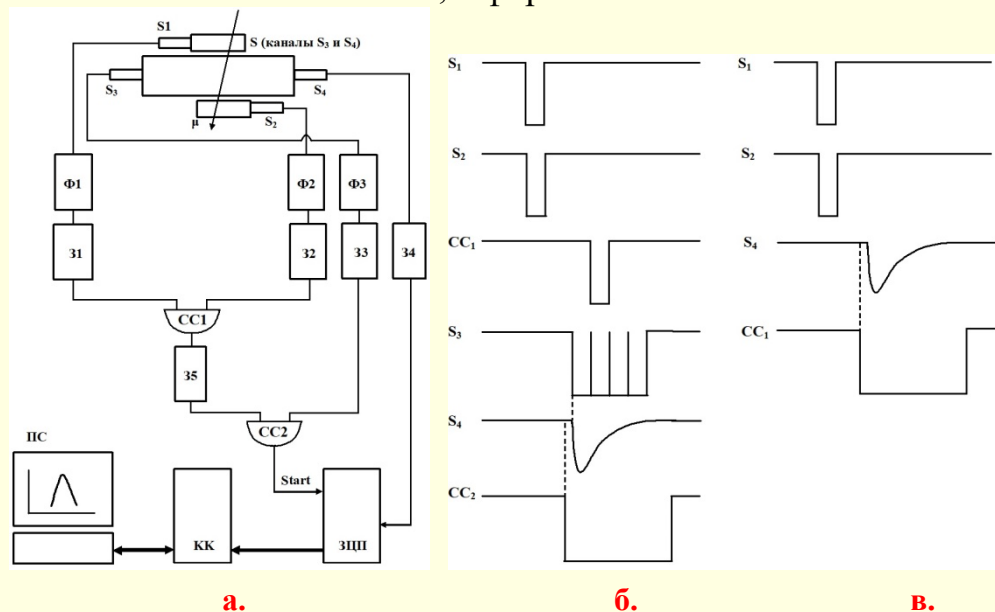 S1
S (каналы S₃ и S₄)
S₃
S₄
μ
S₂
Ф1
Ф2
Ф3
З1
З2
З3
З4
СС1
З5
СС2
ПС
Start
КК
ЗЦП
а.
S₁
S₂
СС₁
S₃
S₄
СС₂
б.
S₁
S₂
S₄
СС₁
в.